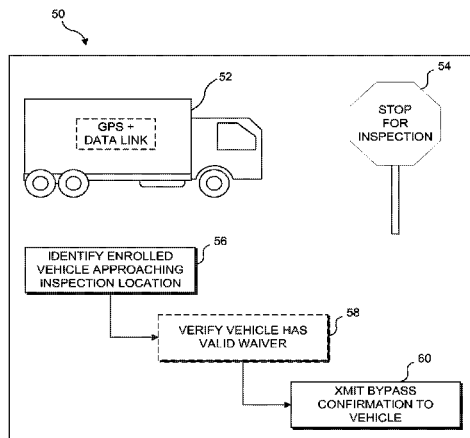 50
52
54
GPS +
DATA LINK
STOP
FOR
INSPECTION
56
IDENTIFY ENROLLED
VEHICLE APPROACHING
INSPECTION LOCATION
58
VERIFY VEHICLE HAS
VALID WAIVER
60
XMIT BYPASS
CONFIRMATION TO
VEHICLE